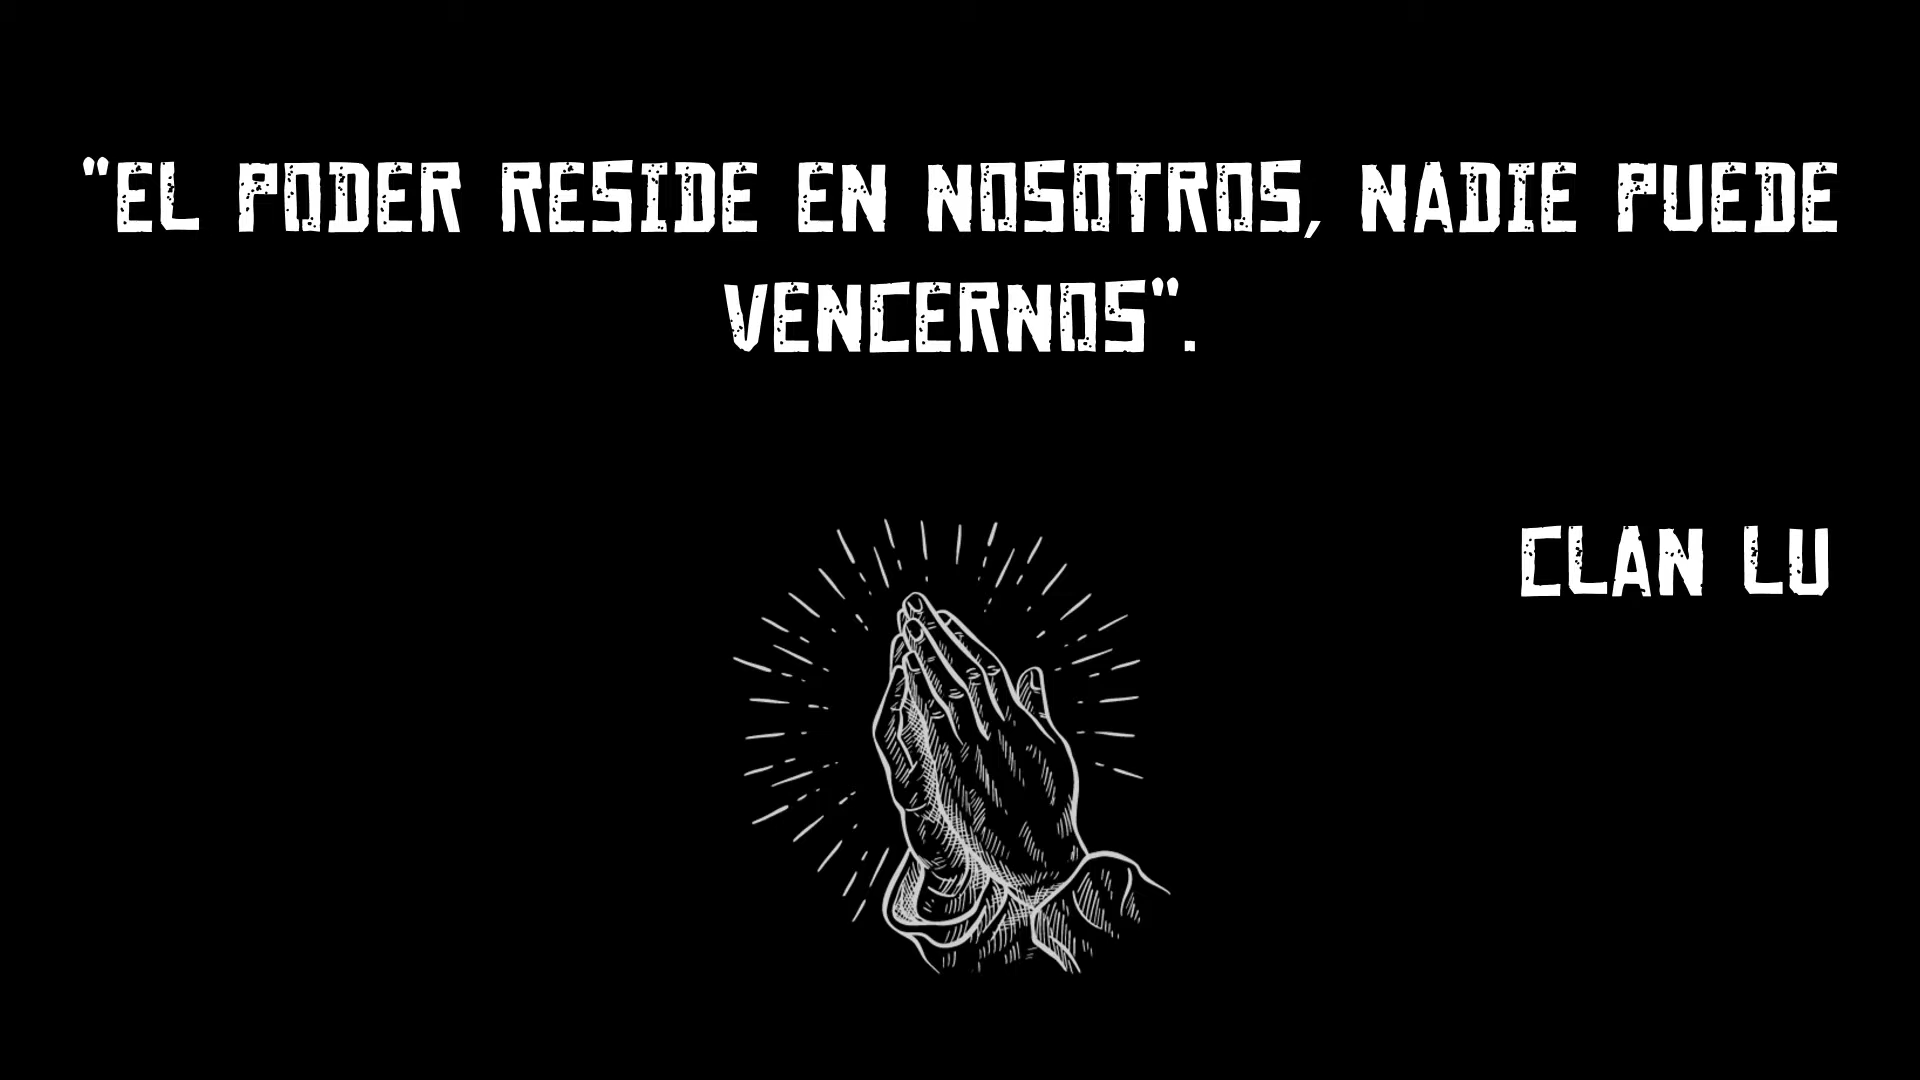 "EL PODER RESIDE EN NOSOTROS, NADIE PUEDE
VENCERNOS".
CLAN LU